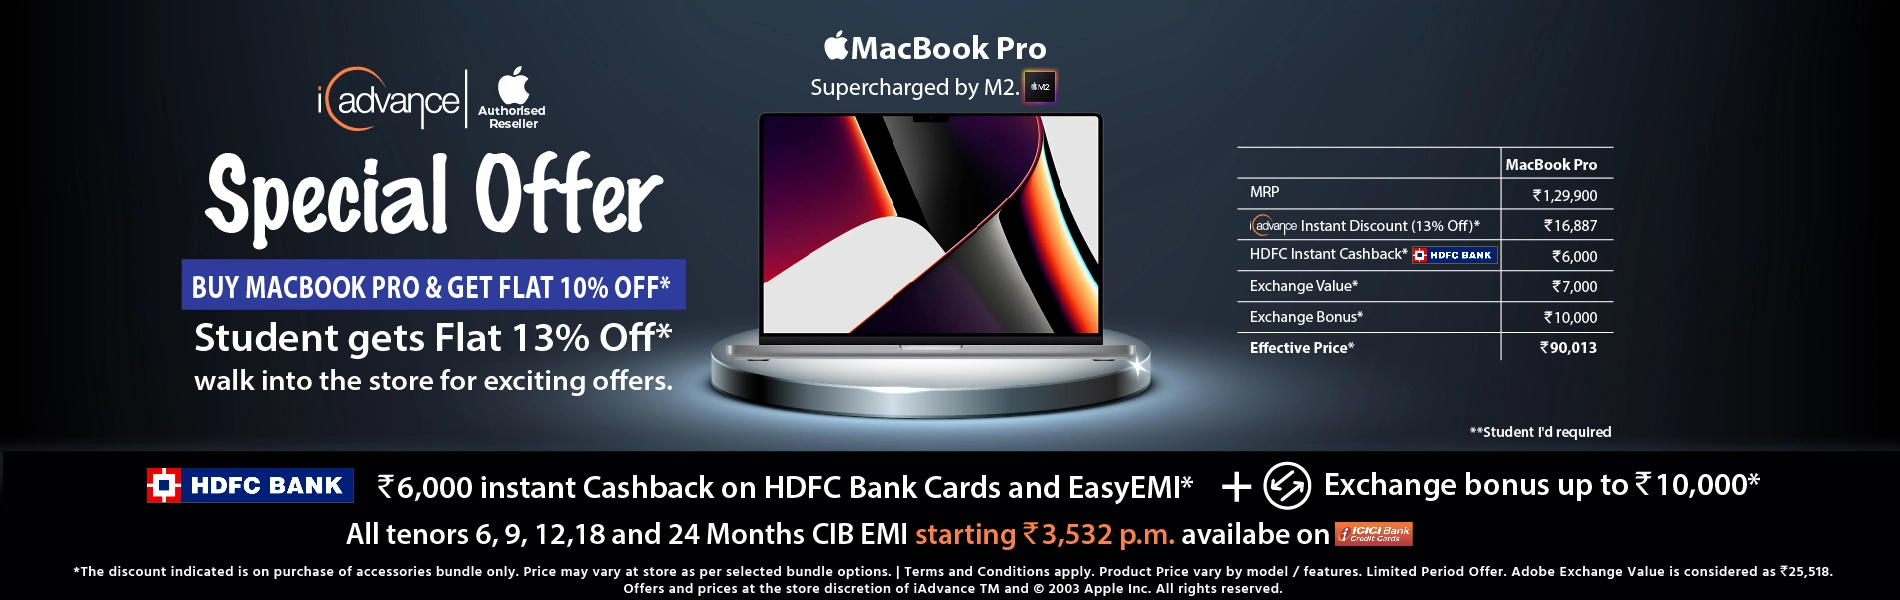 MacBook Pro
Supercharged by M2.
M2
iadvance
Authorised
Reseller
Special Offer
BUY MACBOOK PRO & GET FLAT 10% OFF*
Student gets Flat 13% Off*
walk into the store for exciting offers.
MacBook Pro
MRP ₹1,29,900
iadvance Instant Discount (13% Off)* ₹16,887
HDFC Instant Cashback* HDFC BANK ₹6,000
Exchange Value* ₹7,000
Exchange Bonus* ₹10,000
Effective Price* ₹90,013
**Student I'd required
HDFC BANK ₹6,000 instant Cashback on HDFC Bank Cards and EasyEMI* + Exchange bonus up to ₹10,000*
All tenors 6, 9, 12,18 and 24 Months CIB EMI starting ₹3,532 p.m. availabe on ICICI Bank Credit Cards
*The discount indicated is on purchase of accessories bundle only. Price may vary at store as per selected bundle options. | Terms and Conditions apply. Product Price vary by model / features. Limited Period Offer. Adobe Exchange Value is considered as ₹25,518.
Offers and prices at the store discretion of iAdvance TM and © 2003 Apple Inc. All rights reserved.